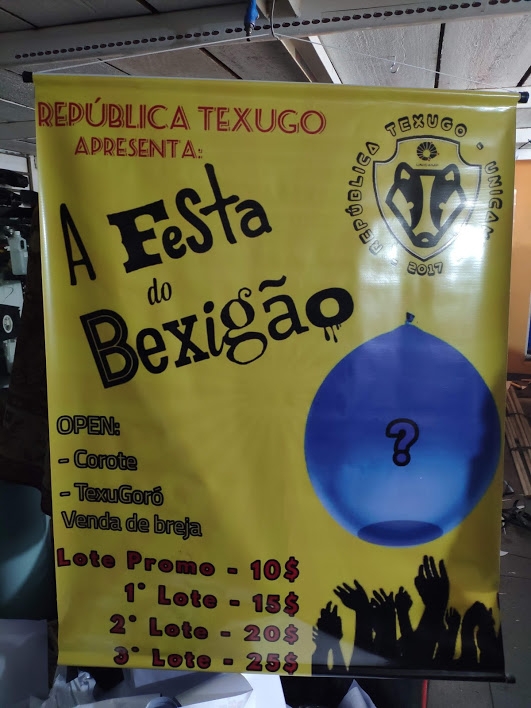 REPÚBLICA TEXUGO
APRESENTA:
REPÚBLICA TEXUGO - UNICAMP - 2017
A FeSta
do
Bexigão
?
OPEN:
- Corote
- TexuGoró
Venda de breja
Lote Promo - 10$
1° Lote - 15$
2° Lote - 20$
3° Lote - 25$